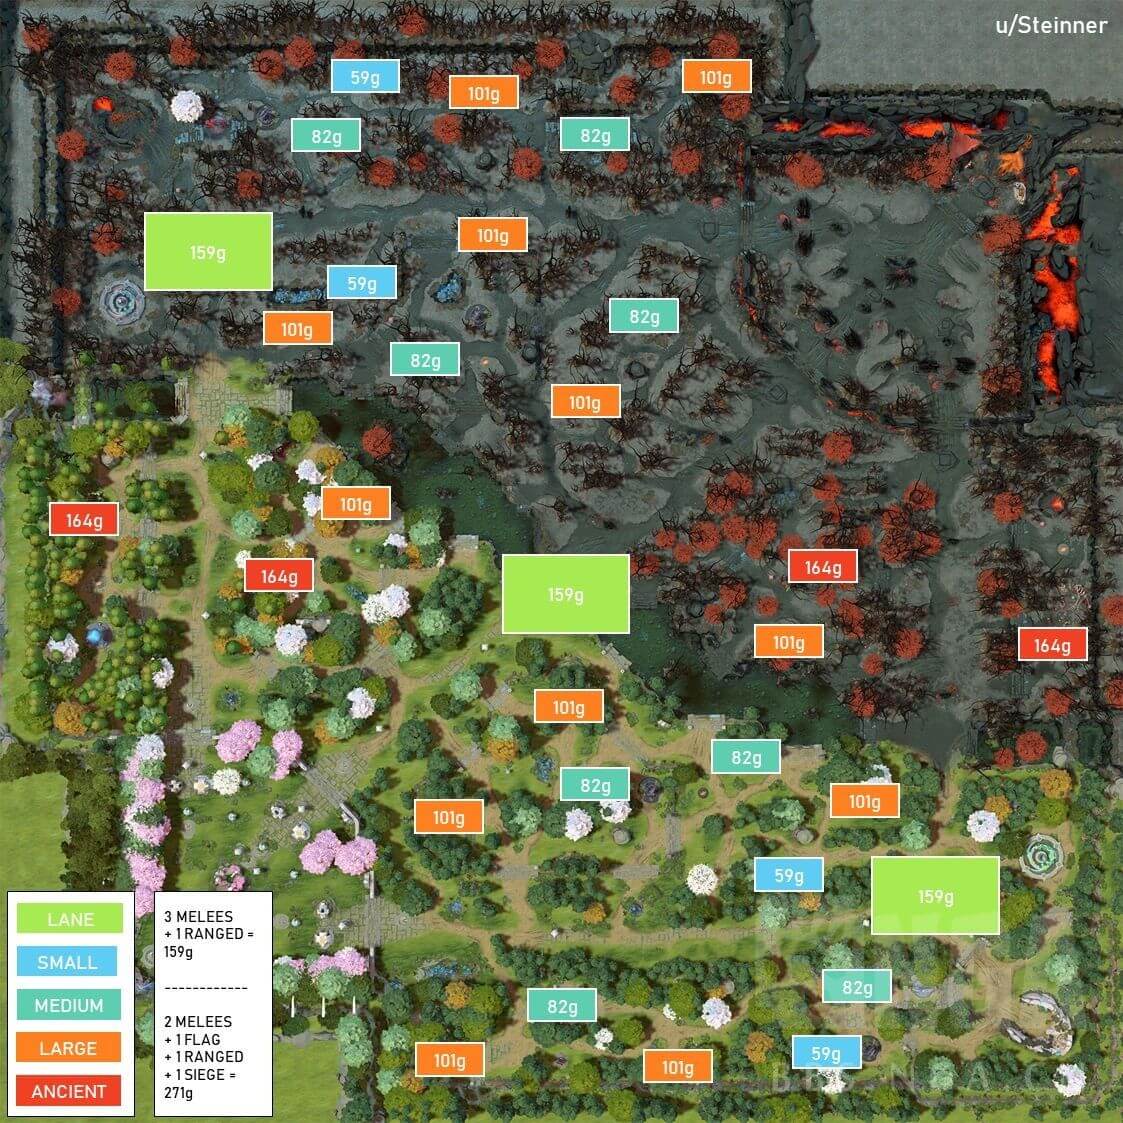 u/Steinner
59g
101g
101g
82g
82g
159g
101g
59g
101g
82g
82g
101g
164g
101g
164g
159g
164g
101g
164g
101g
82g
82g
101g
101g
59g
159g
82g
82g
101g
101g
59g
LANE
SMALL
MEDIUM
LARGE
ANCIENT
3 MELEES
+ 1 RANGED =
159g
------------
2 MELEES
+ 1 FLAG
+ 1 RANGED
+ 1 SIEGE =
271g